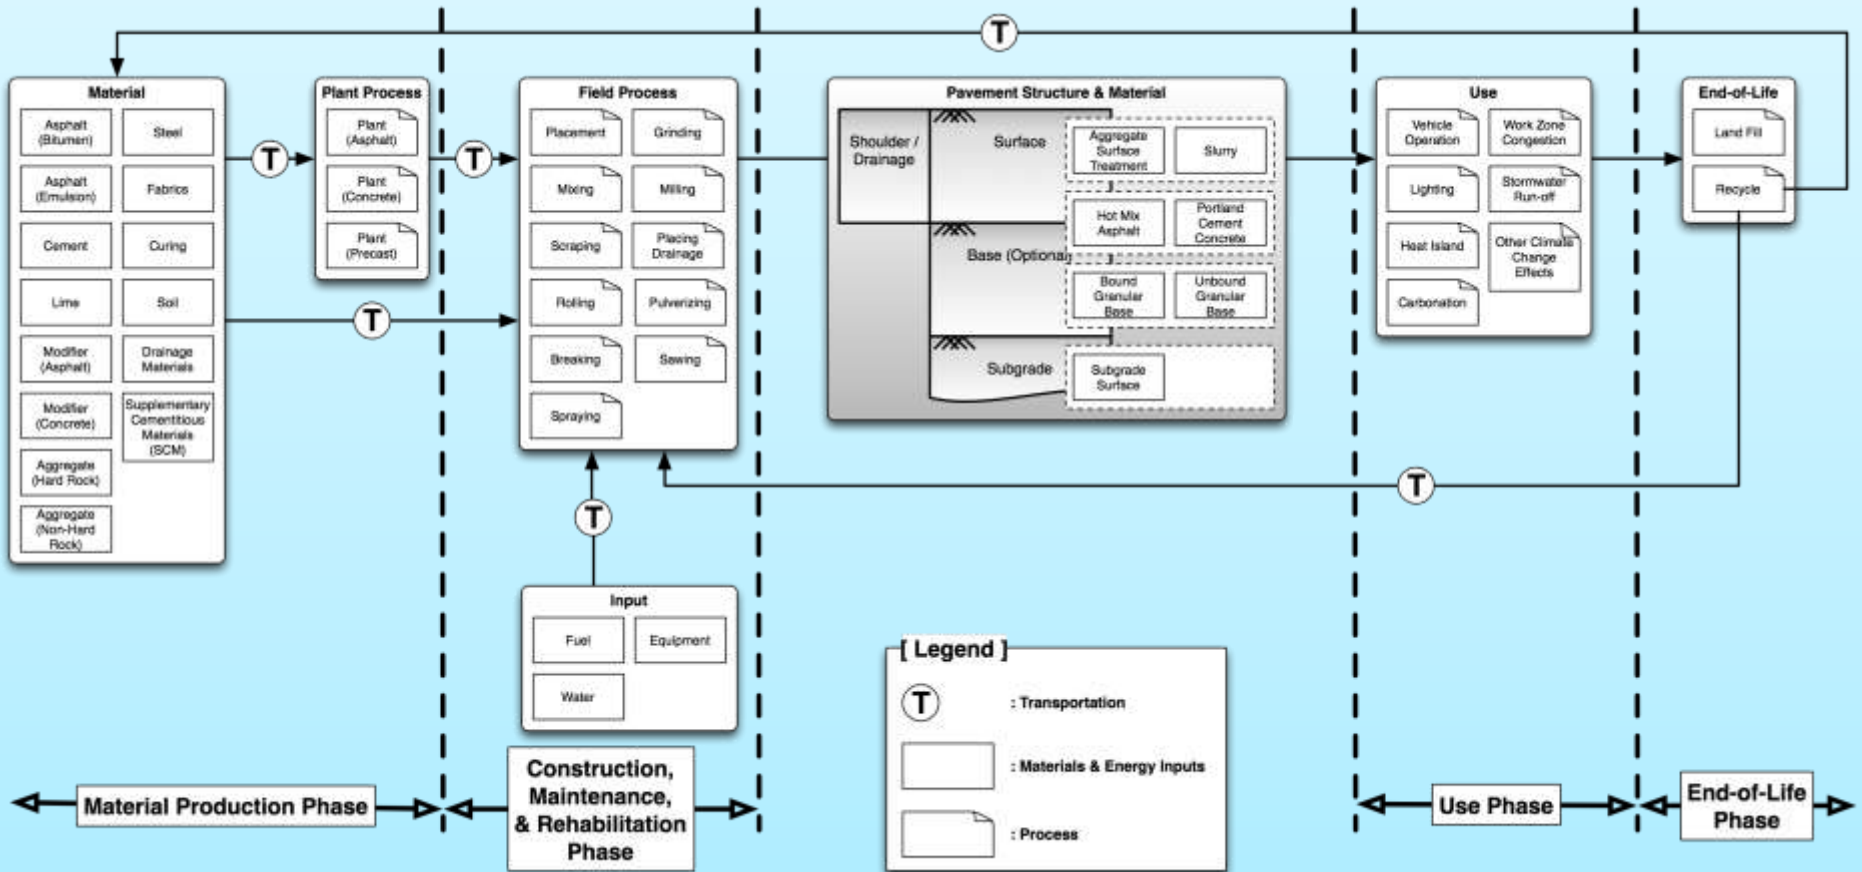 T
Material
Asphalt
(Bitumen)
Steel
Asphalt
(Emulsion)
Fabrics
Cement
Curing
Lime
Soil
Modifier
(Asphalt)
Drainage
Materials
Modifier
(Concrete)
Supplementary
Cementitious
Materials
(SCM)
Aggregate
(Hard Rock)
Aggregate
(Non-Hard
Rock)
T
T
Plant Process
Plant
(Asphalt)
Plant
(Concrete)
Plant
(Precast)
T
Field Process
Placement
Grinding
Mixing
Milling
Scraping
Placing
Drainage
Rolling
Pulverizing
Breaking
Sawing
Spraying
T
Input
Fuel
Equipment
Water
Pavement Structure & Material
Shoulder /
Drainage
Surface
Aggregate
Surface
Treatment
Slurry
Hot Mix
Asphalt
Portland
Cement
Concrete
Base (Optional
Bound
Granular
Base
Unbound
Granular
Base
Subgrade
Subgrade
Surface
Use
Vehicle
Operation
Work Zone
Congestion
Lighting
Stormwater
Run-off
Heat Island
Other Climate
Change
Effects
Carbonation
End-of-Life
Land Fill
Recycle
T
[ Legend ]
T
: Transportation
: Materials & Energy Inputs
: Process
Material Production Phase
Construction,
Maintenance,
& Rehabilitation
Phase
Use Phase
End-of-Life
Phase